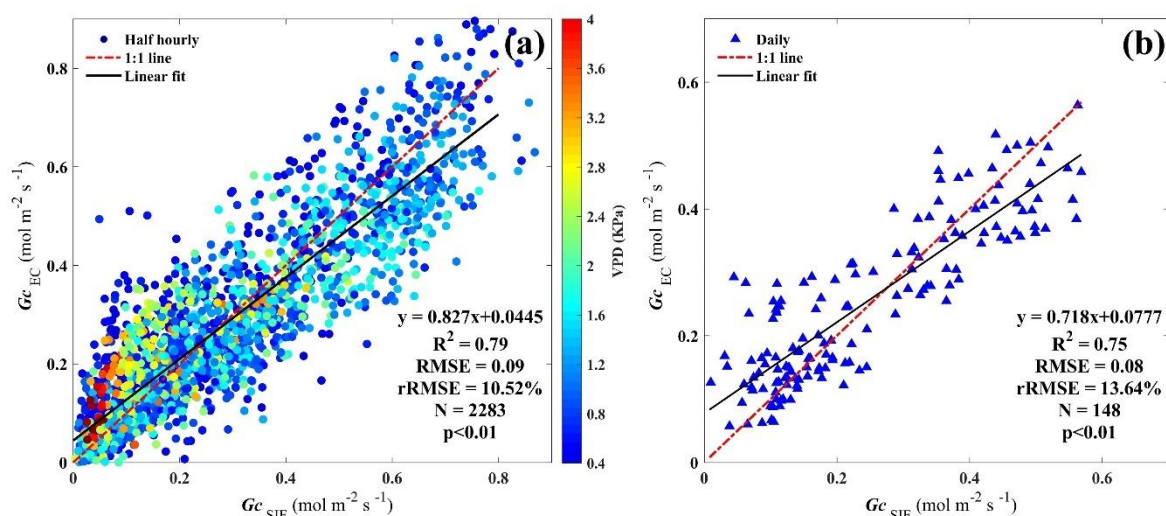 (a)
Half hourly
1:1 line
Linear fit
Gc EC (mol m-2 s-1)
0.8
0.6
0.4
0.2
0
0.2
0.4
0.6
0.8
Gc SIF (mol m-2 s-1)
y = 0.827x+0.0445
R2 = 0.79
RMSE = 0.09
rRMSE = 10.52%
N = 2283
p<0.01
4
3.6
3.2
2.8
2.4
2
1.6
1.2
0.8
0.4
VPD (KPa)
(b)
Daily
1:1 line
Linear fit
Gc EC (mol m-2 s-1)
0.6
0.4
0.2
0
0.2
0.4
0.6
Gc SIF (mol m-2 s-1)
y = 0.718x+0.0777
R2 = 0.75
RMSE = 0.08
rRMSE = 13.64%
N = 148
p<0.01